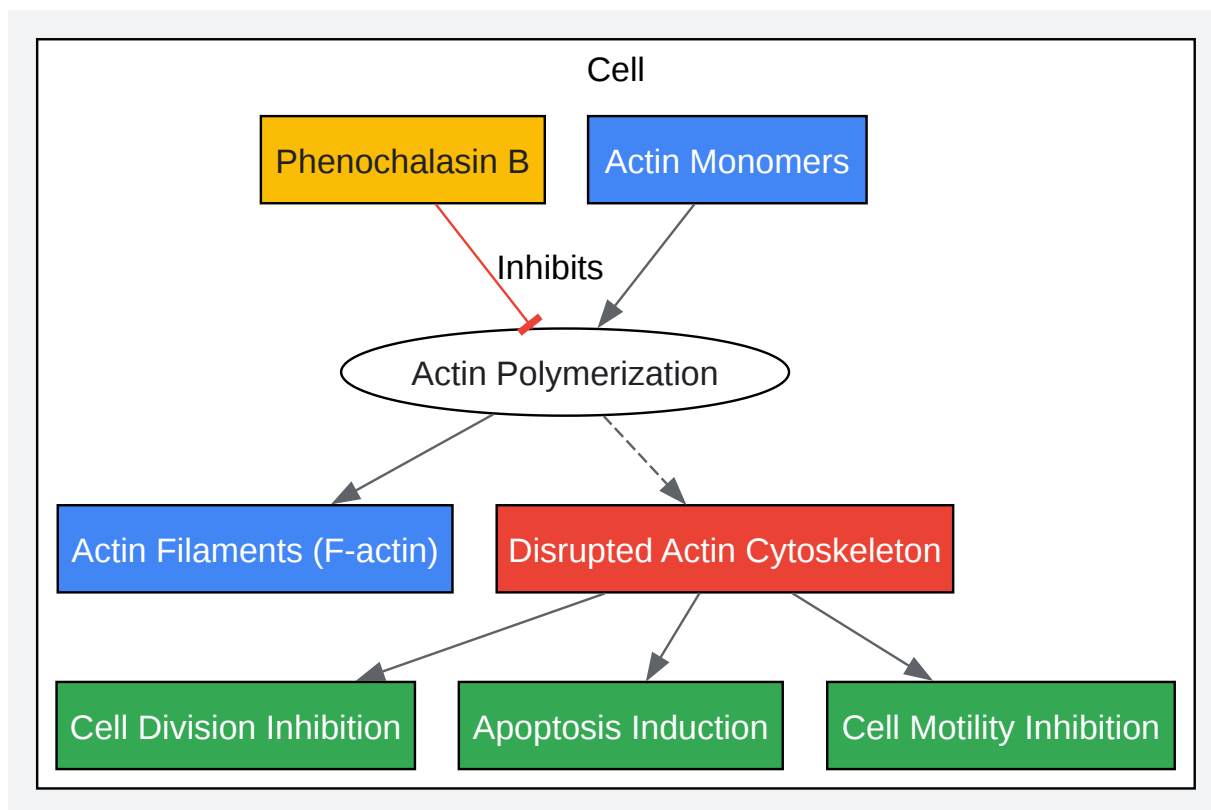 Cell
Phenochalasin B
Actin Monomers
Inhibits
Actin Polymerization
Actin Filaments (F-actin)
Disrupted Actin Cytoskeleton
Cell Division Inhibition
Apoptosis Induction
Cell Motility Inhibition